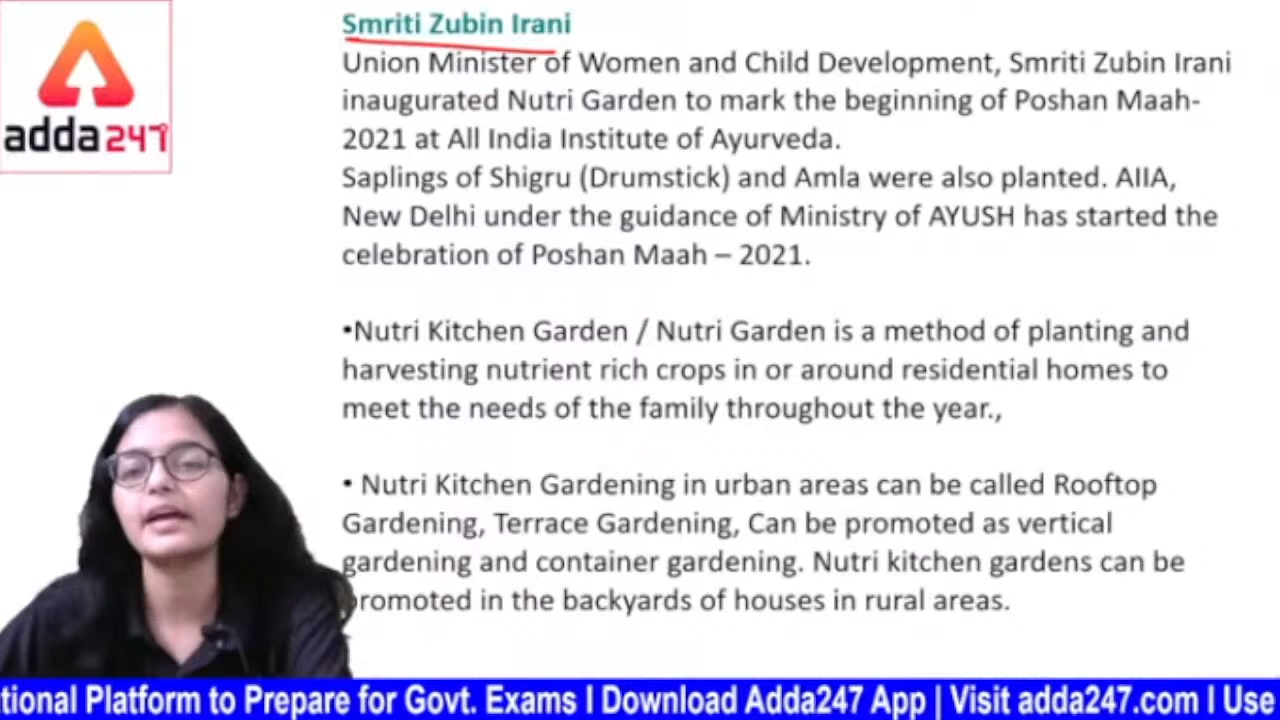 adda247
Smriti Zubin Irani
Union Minister of Women and Child Development, Smriti Zubin Irani
inaugurated Nutri Garden to mark the beginning of Poshan Maah-
2021 at All India Institute of Ayurveda.
Saplings of Shigru (Drumstick) and Amla were also planted. AIIA,
New Delhi under the guidance of Ministry of AYUSH has started the
celebration of Poshan Maah – 2021.
•Nutri Kitchen Garden / Nutri Garden is a method of planting and
harvesting nutrient rich crops in or around residential homes to
meet the needs of the family throughout the year.,
• Nutri Kitchen Gardening in urban areas can be called Rooftop
Gardening, Terrace Gardening, Can be promoted as vertical
gardening and container gardening. Nutri kitchen gardens can be
promoted in the backyards of houses in rural areas.
tional Platform to Prepare for Govt. Exams I Download Adda247 App | Visit adda247.com I Use